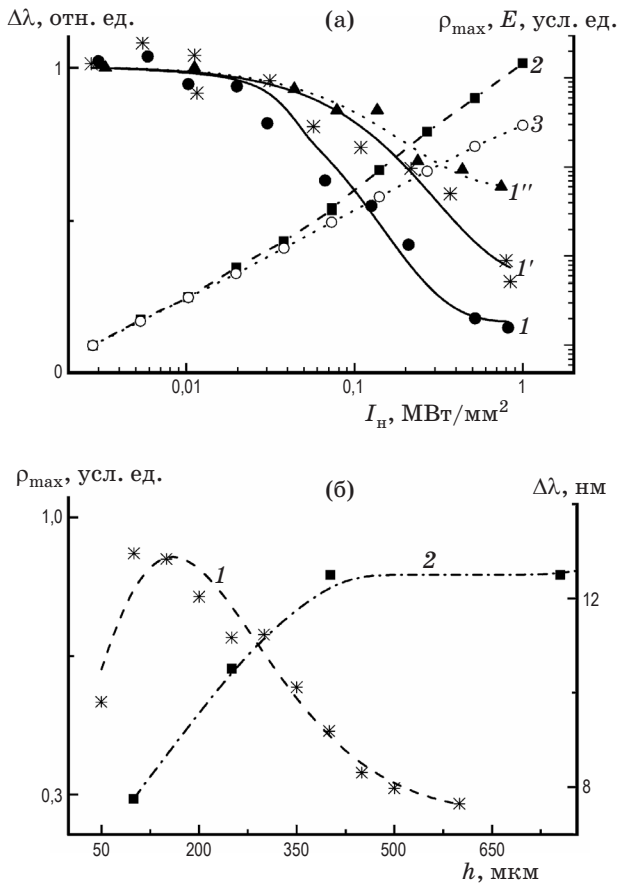 Δλ, отн. ед.
(а)
ρmax, E, усл. ед.
1
2
3
1′′
1′
1
0
0,01
0,1
1
Iн, МВт/мм²
ρmax, усл. ед.
(б)
Δλ, нм
1,0
1
2
12
0,3
8
50
200
350
500
650
h, мкм